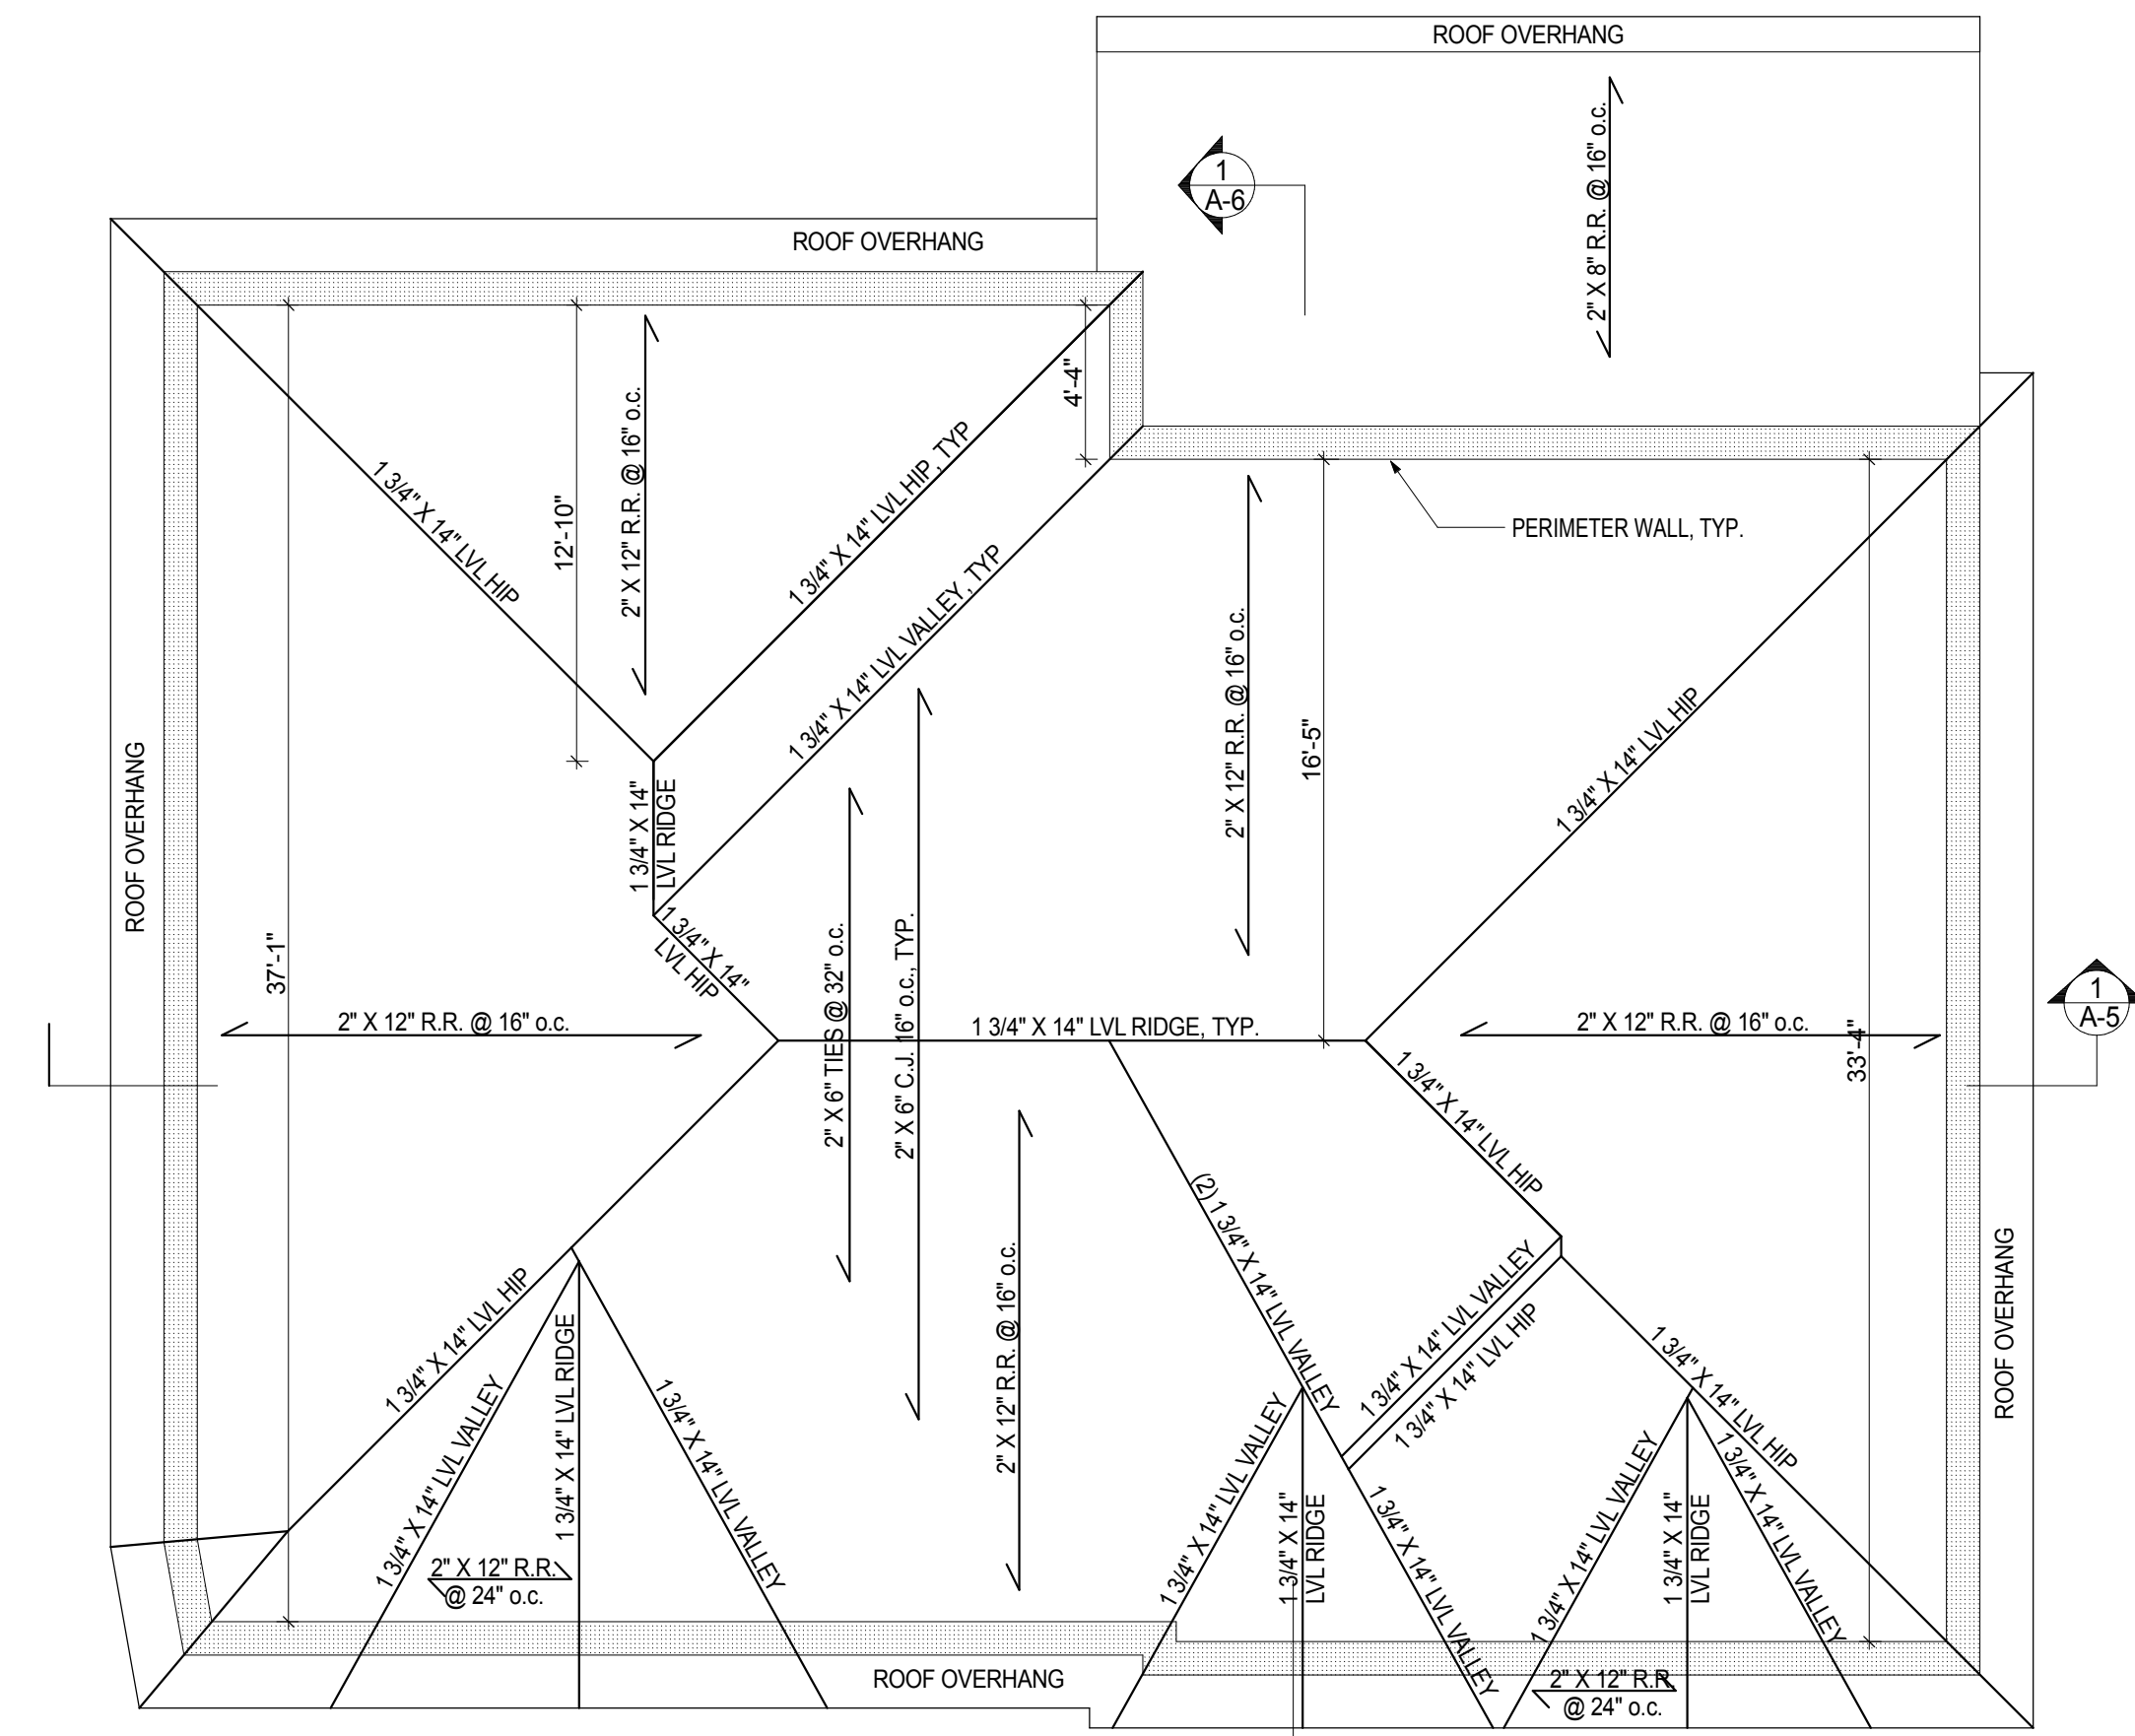 ROOF OVERHANG
1
A-6
2" X 8" R.R. @ 16" o.c.
ROOF OVERHANG
4'-4"
12'-10"
2" X 12" R.R. @ 16" o.c.
1 3/4" X 14" LVL HIP
1 3/4" X 14" LVL HIP, TYP
1 3/4" X 14" LVL VALLEY, TYP
PERIMETER WALL, TYP.
2" X 12" R.R. @ 16" o.c.
16'-5"
1 3/4" X 14" LVL HIP
ROOF OVERHANG
37'-1"
1 3/4" X 14"
LVL RIDGE
1 3/4" X 14"
LVL HIP
2" X 6" TIES @ 32" o.c.
2" X 6" C.J. 16" o.c., TYP.
2" X 12" R.R. @ 16" o.c.
1 3/4" X 14" LVL RIDGE, TYP.
2" X 12" R.R. @ 16" o.c.
33'-4"
1
A-5
1 3/4" X 14" LVL HIP
(2) 1 3/4" X 14" LVL VALLEY
2" X 12" R.R. @ 16" o.c.
1 3/4" X 14" LVL VALLEY
1 3/4" X 14" LVL HIP
ROOF OVERHANG
1 3/4" X 14" LVL HIP
1 3/4" X 14" LVL VALLEY
1 3/4" X 14" LVL RIDGE
1 3/4" X 14" LVL VALLEY
2" X 12" R.R.
@ 24" o.c.
1 3/4" X 14" LVL VALLEY
1 3/4" X 14"
LVL RIDGE
1 3/4" X 14" LVL VALLEY
1 3/4" X 14" LVL VALLEY
1 3/4" X 14"
LVL RIDGE
1 3/4" X 14" LVL HIP
1 3/4" X 14" LVL VALLEY
ROOF OVERHANG
2" X 12" R.R.
@ 24" o.c.